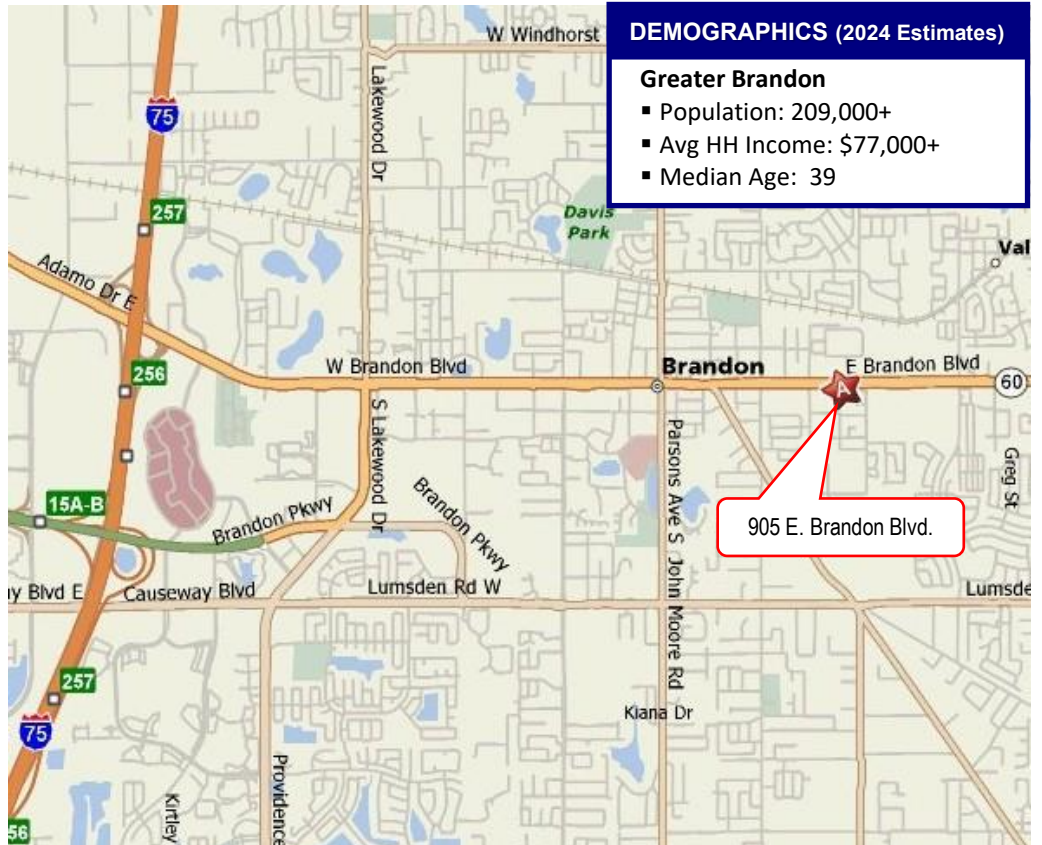 W Windhorst
DEMOGRAPHICS (2024 Estimates)
Greater Brandon
▪ Population: 209,000+
▪ Avg HH Income: $77,000+
▪ Median Age: 39
75
Lakewood Dr
257
Davis
Park
Val
Adamo Dr E
256
W Brandon Blvd
Brandon
E Brandon Blvd
60
A
S Lakewood Dr
Parsons Ave S
Greg St
15A-B
Brandon Pkwy
Brandon Pkwy
905 E. Brandon Blvd.
y Blvd E
Causeway Blvd
Lumsden Rd W
Lumsde
John Moore Rd
257
75
Kiana Dr
Providence
Kirtley
56